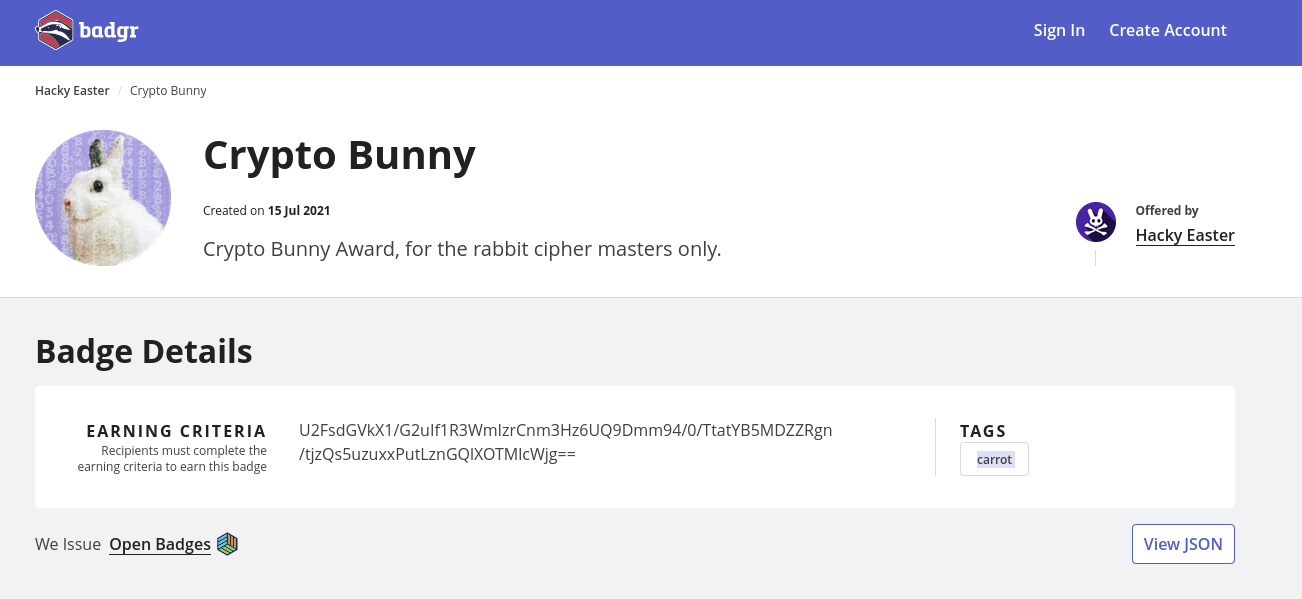 badgr
Sign In
Create Account
Hacky Easter / Crypto Bunny
Crypto Bunny
Created on 15 Jul 2021
Crypto Bunny Award, for the rabbit cipher masters only.
Offered by
Hacky Easter
Badge Details
EARNING CRITERIA
Recipients must complete the
earning criteria to earn this badge
U2FsdGVkX1/G2ulf1R3WmlzrCnm3Hz6UQ9Dmm94/0/TtatYB5MDZZRgn
/tjzQs5uzuxxPutLznGQIXOTMIcWjg==
TAGS
carrot
We Issue Open Badges
View JSON